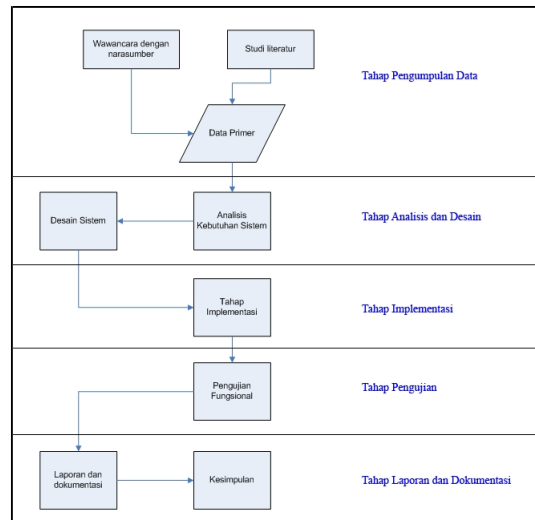 Wawancara dengan
narasumber
Studi literatur
Tahap Pengumpulan Data
Data Primer
Desain Sistem
Analisis
Kebutuhan Sistem
Tahap Analisis dan Desain
Tahap
Implementasi
Tahap Implementasi
Pengujian
Fungsional
Tahap Pengujian
Laporan dan
dokumentasi
Kesimpulan
Tahap Laporan dan Dokumentasi